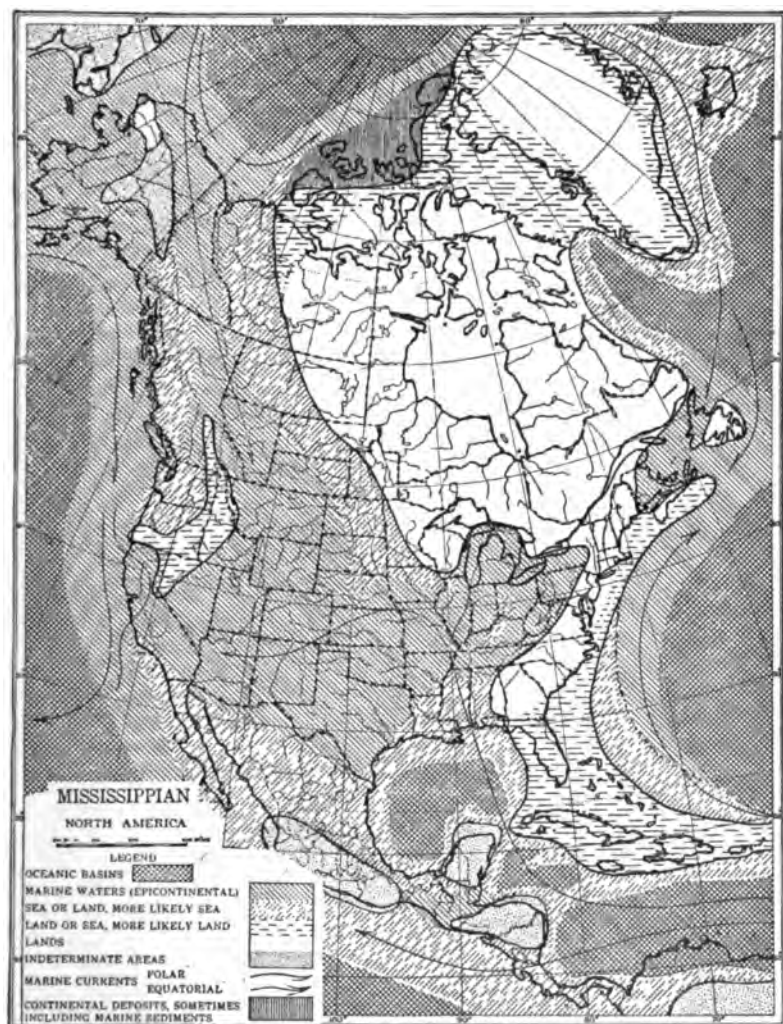 MISSISSIPPIAN
NORTH AMERICA
LEGEND
OCEANIC BASINS
MARINE WATERS (EPICONTINENTAL)
SEA OR LAND, MORE LIKELY SEA
LAND OR SEA, MORE LIKELY LAND
LANDS
INDETERMINATE AREAS
MARINE CURRENTS POLAR
EQUATORIAL
CONTINENTAL DEPOSITS, SOMETIMES
INCLUDING MARINE SEDIMENTS